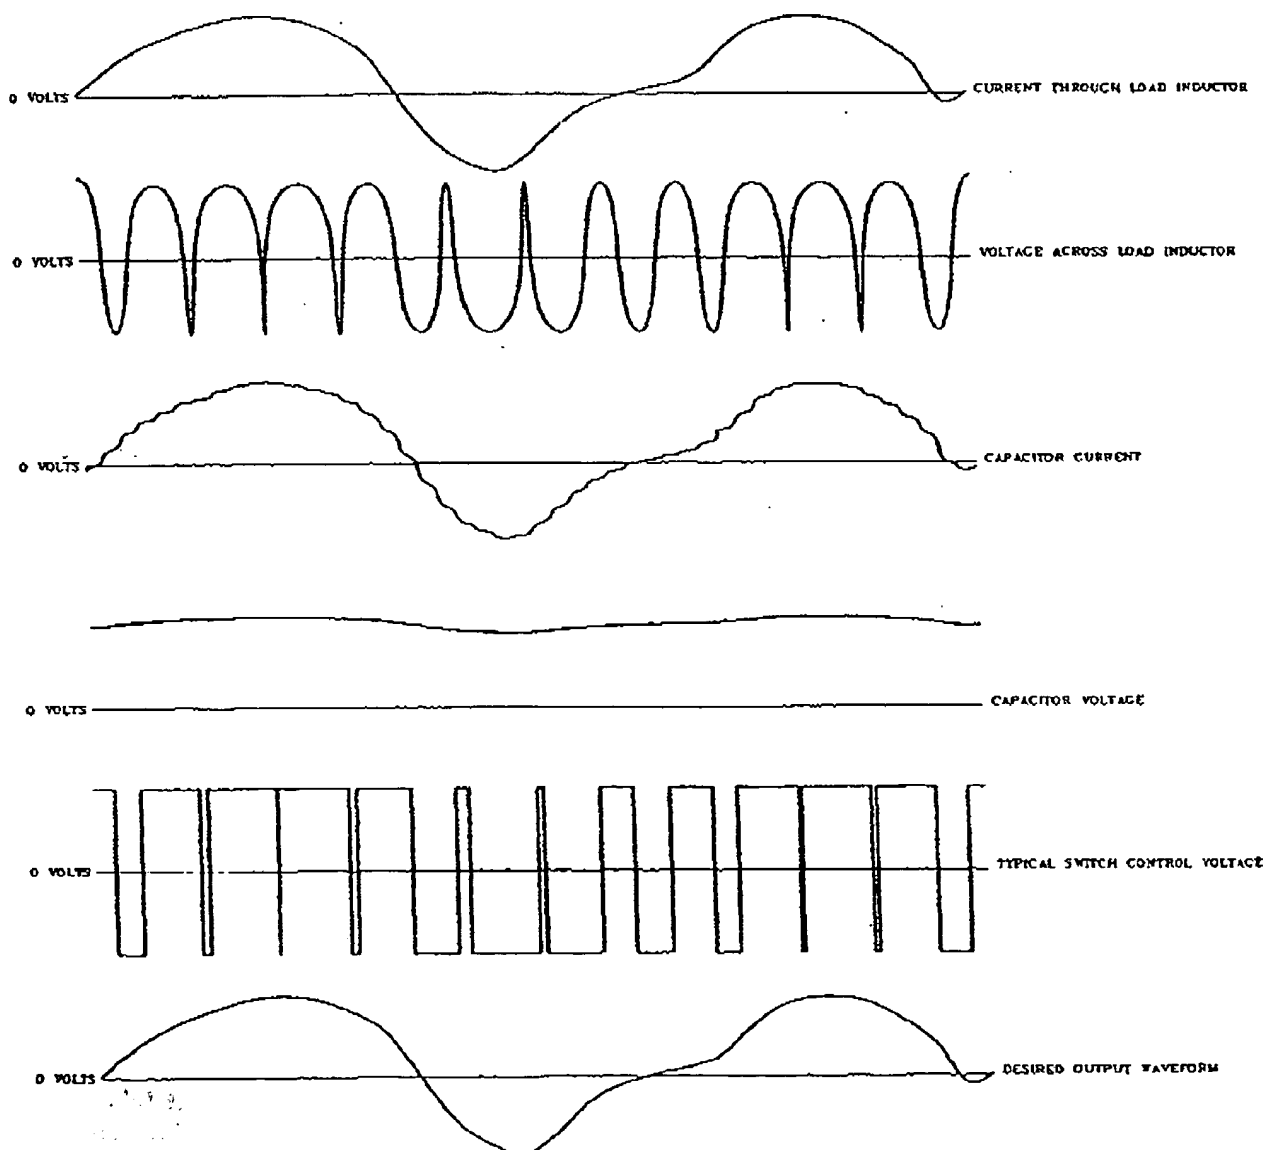 0 VOLTS
CURRENT THROUGH LOAD INDUCTOR
0 VOLTS
VOLTAGE ACROSS LOAD INDUCTOR
0 VOLTS
CAPACITOR CURRENT
0 VOLTS
CAPACITOR VOLTAGE
0 VOLTS
TYPICAL SWITCH CONTROL VOLTAGE
0 VOLTS
DESIRED OUTPUT WAVEFORM